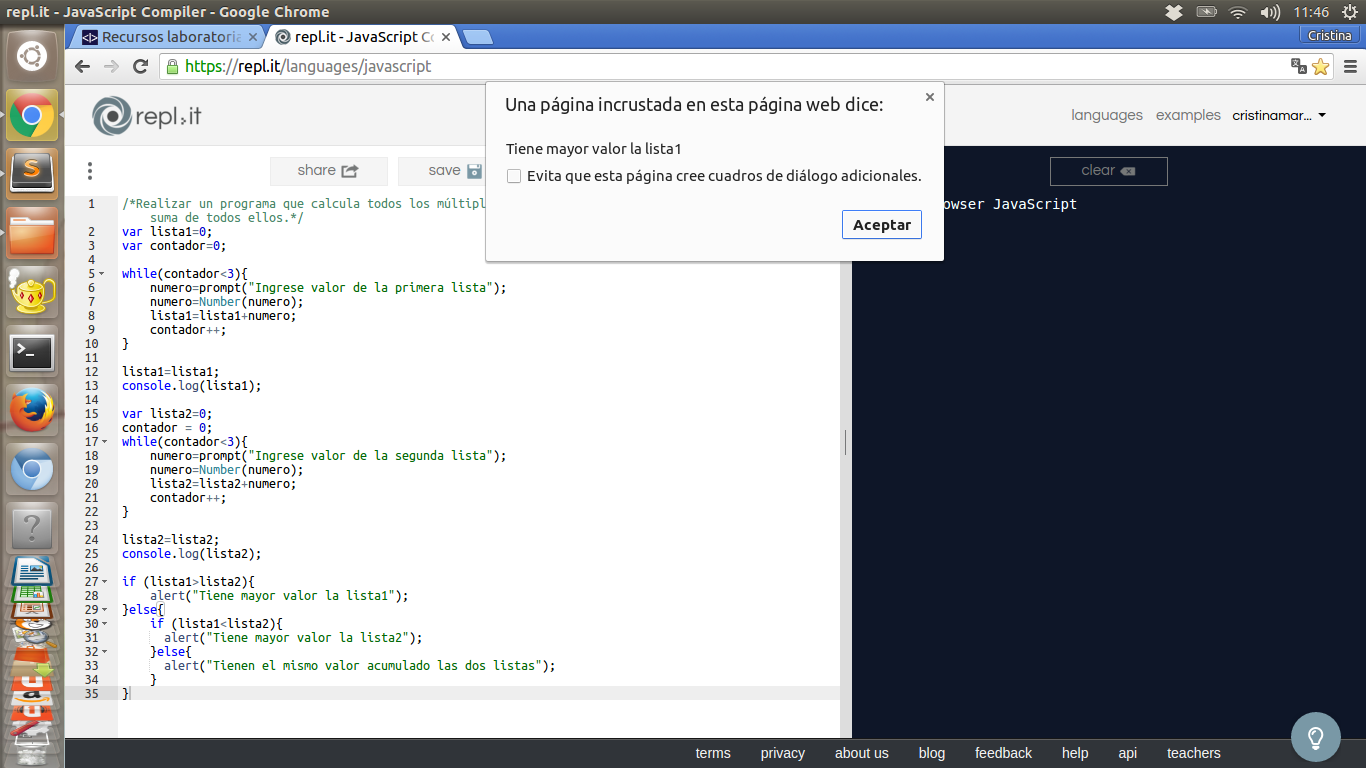 repl.it - JavaScript Compiler - Google Chrome
11:46
Recursos laboratoria
repl.it - JavaScript Co
Cristina
https://repl.it/languages/javascript
repl.it
languages
examples
cristinamar...
share
save
clear
Una página incrustada en esta página web dice:
Tiene mayor valor la lista1
Evita que esta página cree cuadros de diálogo adicionales.
Aceptar
owser JavaScript
1 /*Realizar un programa que calcula todos los múltipl
suma de todos ellos.*/
2 var lista1=0;
3 var contador=0;
4
5 while(contador<3){
6 numero=prompt("Ingrese valor de la primera lista");
7 numero=Number(numero);
8 lista1=lista1+numero;
9 contador++;
10 }
11
12 lista1=lista1;
13 console.log(lista1);
14
15 var lista2=0;
16 contador = 0;
17 while(contador<3){
18 numero=prompt("Ingrese valor de la segunda lista");
19 numero=Number(numero);
20 lista2=lista2+numero;
21 contador++;
22 }
23
24 lista2=lista2;
25 console.log(lista2);
26
27 if (lista1>lista2){
28 alert("Tiene mayor valor la lista1");
29 }else{
30 if (lista1<lista2){
31 alert("Tiene mayor valor la lista2");
32 }else{
33 alert("Tienen el mismo valor acumulado las dos listas");
34 }
35 }
terms privacy about us blog feedback help api teachers